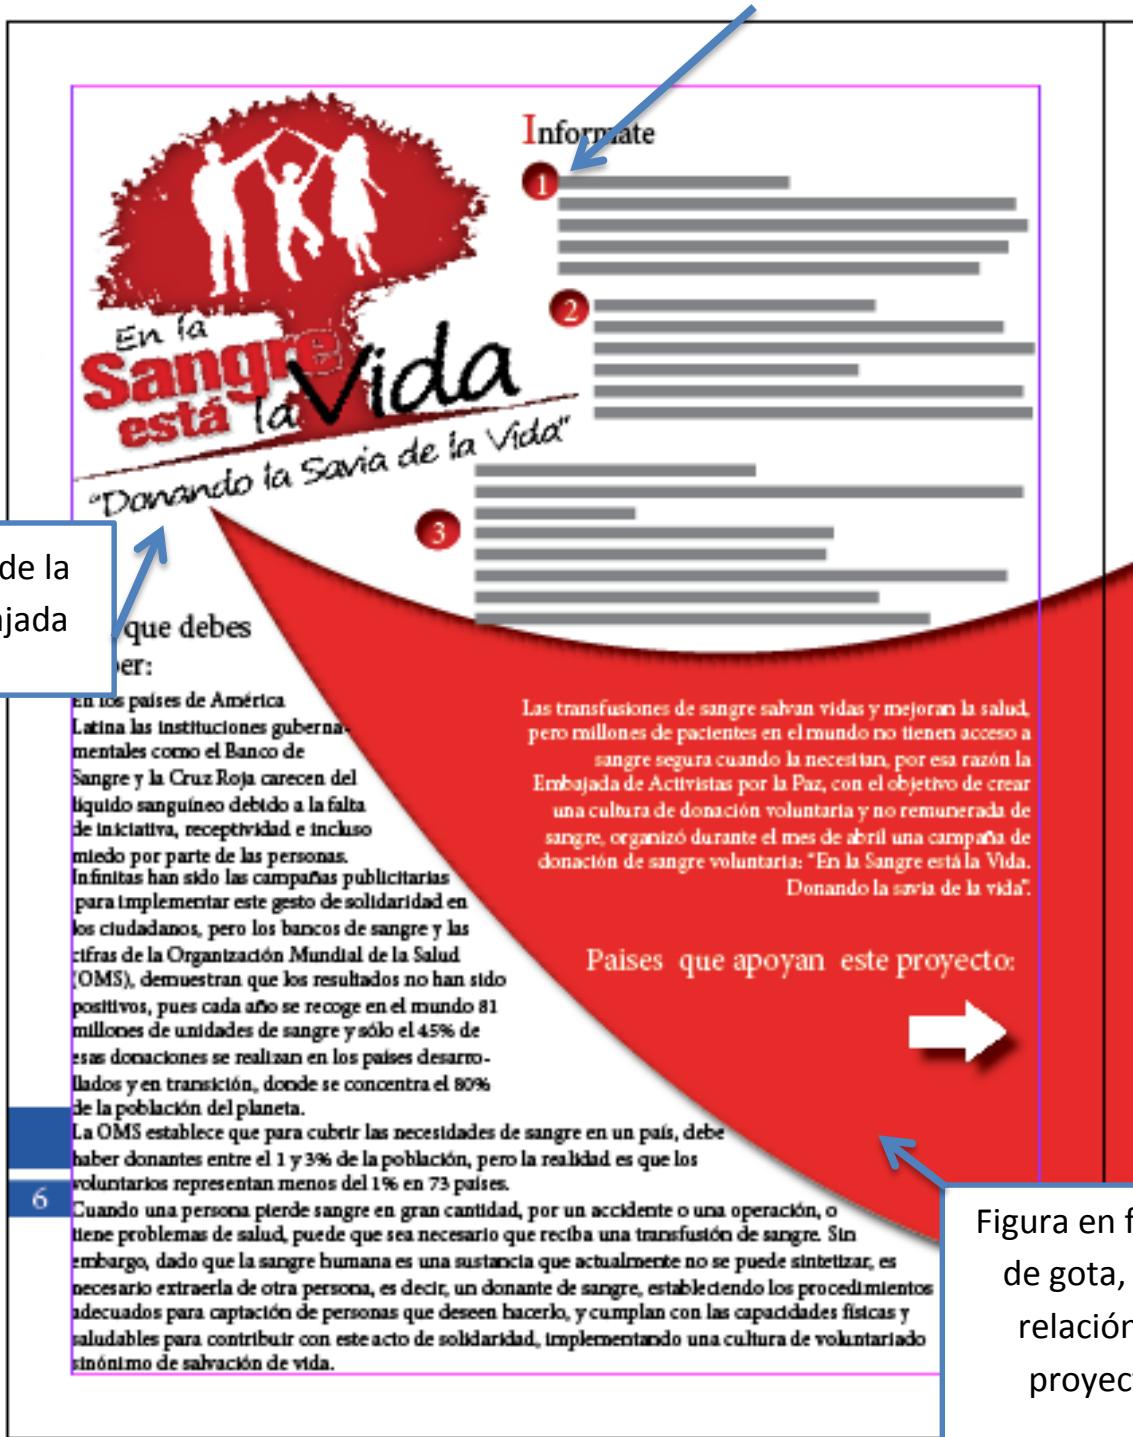 En la
Sangre
está la Vida
"Donando la Savia de la Vida"
Informate
1
2
3
de la
que debes
En los países de América
Latina las instituciones guberna-
mentales como el Banco de
Sangre y la Cruz Roja carecen del
líquido sanguíneo debido a la falta
de iniciativa, receptividad e incluso
miedo por parte de las personas.
Infinitas han sido las campañas publicitarias
para implementar este gesto de solidaridad en
los ciudadanos, pero los bancos de sangre y las
cifras de la Organización Mundial de la Salud
(OMS), demuestran que los resultados no han sido
positivos, pues cada año se recoge en el mundo 81
millones de unidades de sangre y sólo el 45% de
esas donaciones se realizan en los países desarro-
llados y en transición, donde se concentra el 80%
de la población del planeta.
La OMS establece que para cubrir las necesidades de sangre en un país, debe
haber donantes entre el 1 y 3% de la población, pero la realidad es que los
voluntarios representan menos del 1% en 73 países.
Cuando una persona pierde sangre en gran cantidad, por un accidente o una operación, o
tiene problemas de salud, puede que sea necesario que reciba una transfusión de sangre. Sin
embargo, dado que la sangre humana es una sustancia que actualmente no se puede sintetizar, es
necesario extraerla de otra persona, es decir, un donante de sangre, estableciendo los procedimientos
adecuados para captación de personas que deseen hacerlo, y cumplan con las capacidades físicas y
saludables para contribuir con este acto de solidaridad, implementando una cultura de voluntariado
sinónimo de salvación de vida.
6
Las transfusiones de sangre salvan vidas y mejoran la salud,
pero millones de pacientes en el mundo no tienen acceso a
sangre segura cuando la necesitan, por esa razón la
Embajada de Activistas por la Paz, con el objetivo de crear
una cultura de donación voluntaria y no remunerada de
sangre, organizó durante el mes de abril una campaña de
donación de sangre voluntaria: "En la Sangre está la Vida.
Donando la savia de la vida".
Paises que apoyan este proyecto:
Figura en
de gota,
relación